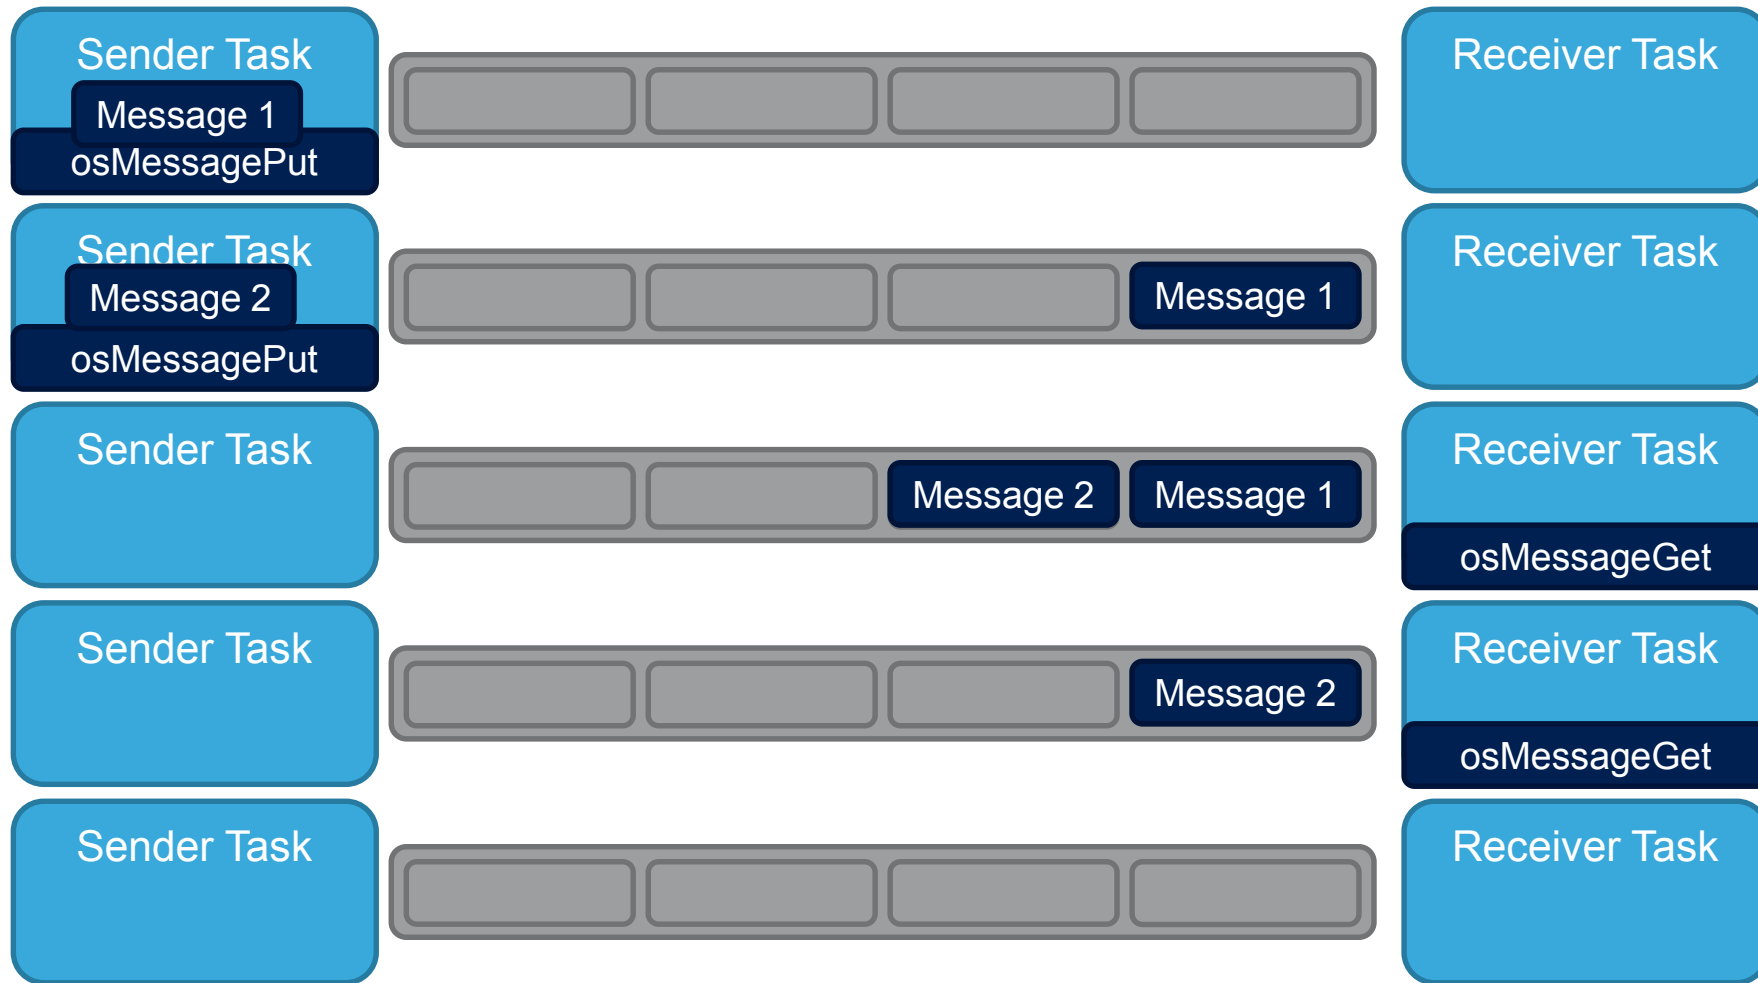 Sender Task
Message 1
osMessagePut
Receiver Task
Sender Task
Message 2
osMessagePut
Message 1
Receiver Task
Sender Task
Message 2
Message 1
Receiver Task
osMessageGet
Sender Task
Message 2
Receiver Task
osMessageGet
Sender Task
Receiver Task